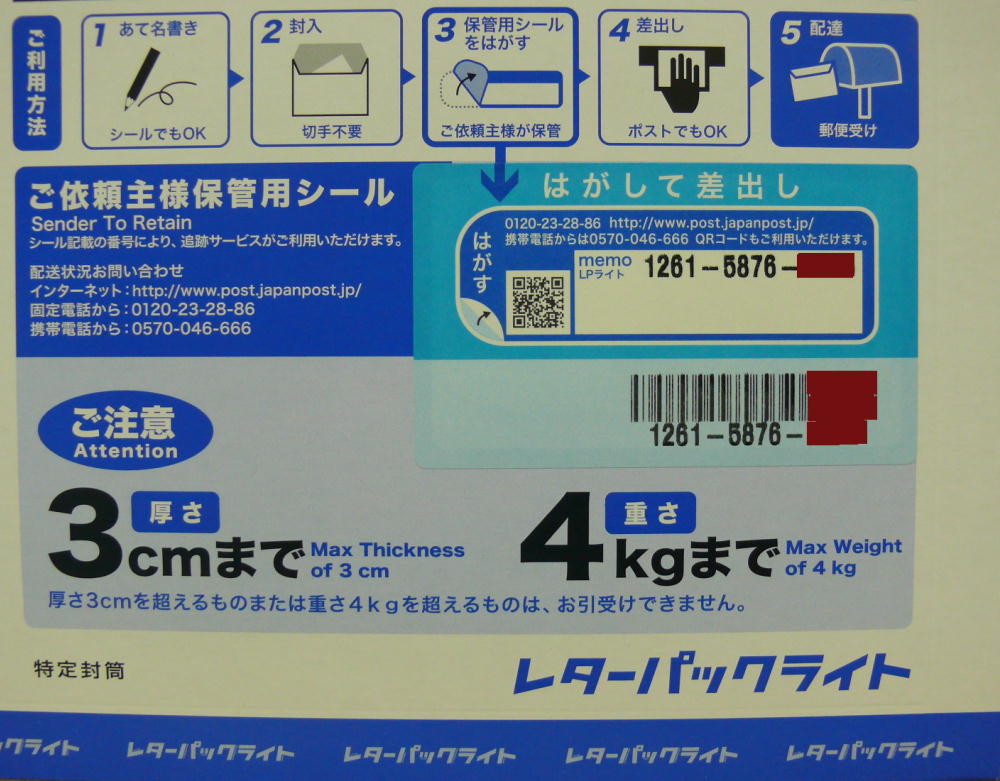 ご利用方法
1 あて名書き
シールでもOK
2 封入
切手不要
3 保管用シール
をはがす
ご依頼主様が保管
4 差出し
ポストでもOK
5 配達
郵便受け
ご依頼主様保管用シール
Sender To Retain
シール記載の番号により、追跡サービスがご利用いただけます。
配送状況お問い合わせ
インターネット:http://www.post.japanpost.jp/
固定電話から:0120-23-28-86
携帯電話から:0570-046-666
はがして差出し
はがす
0120-23-28-86 http://www.post.japanpost.jp/
携帯電話からは0570-046-666 QRコードもご利用いただけます。
memo
LPライト
1261-5876-
1261-5876-
ご注意
Attention
厚さ
3cmまで
Max Thickness
of 3 cm
重さ
4kgまで
Max Weight
of 4 kg
厚さ3cmを超えるものまたは重さ4kgを超えるものは、お引受けできません。
特定封筒
レターパックライト
クライト レターパックライト レターパックライト レターパックライト レターパックライト